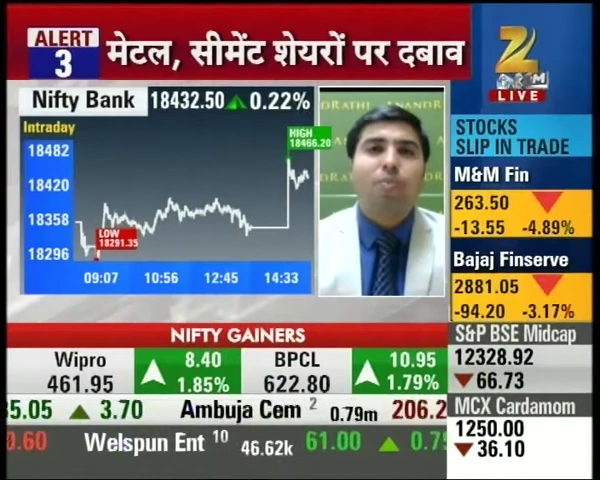 ALERT
3
मेटल, सीमेंट शेयरों पर दबाव
LIVE
Nifty Bank 18432.50 0.22%
Intraday
18482
18420
18358
18296
HIGH
18466.20
LOW
18291.35
09:07 10:56 12:45 14:33
STOCKS
SLIP IN TRADE
M&M Fin
263.50
-13.55 -4.89%
Bajaj Finserve
2881.05
-94.20 -3.17%
S&P BSE Midcap
12328.92
66.73
MCX Cardamom
1250.00
36.10
NIFTY GAINERS
Wipro 8.40 BPCL 10.95
461.95 1.85% 622.80 1.79%
5.05 3.70 Ambuja Cem 2 0.79m 206.2
0.60 Welspun Ent 10 46.62k 61.00 0.7